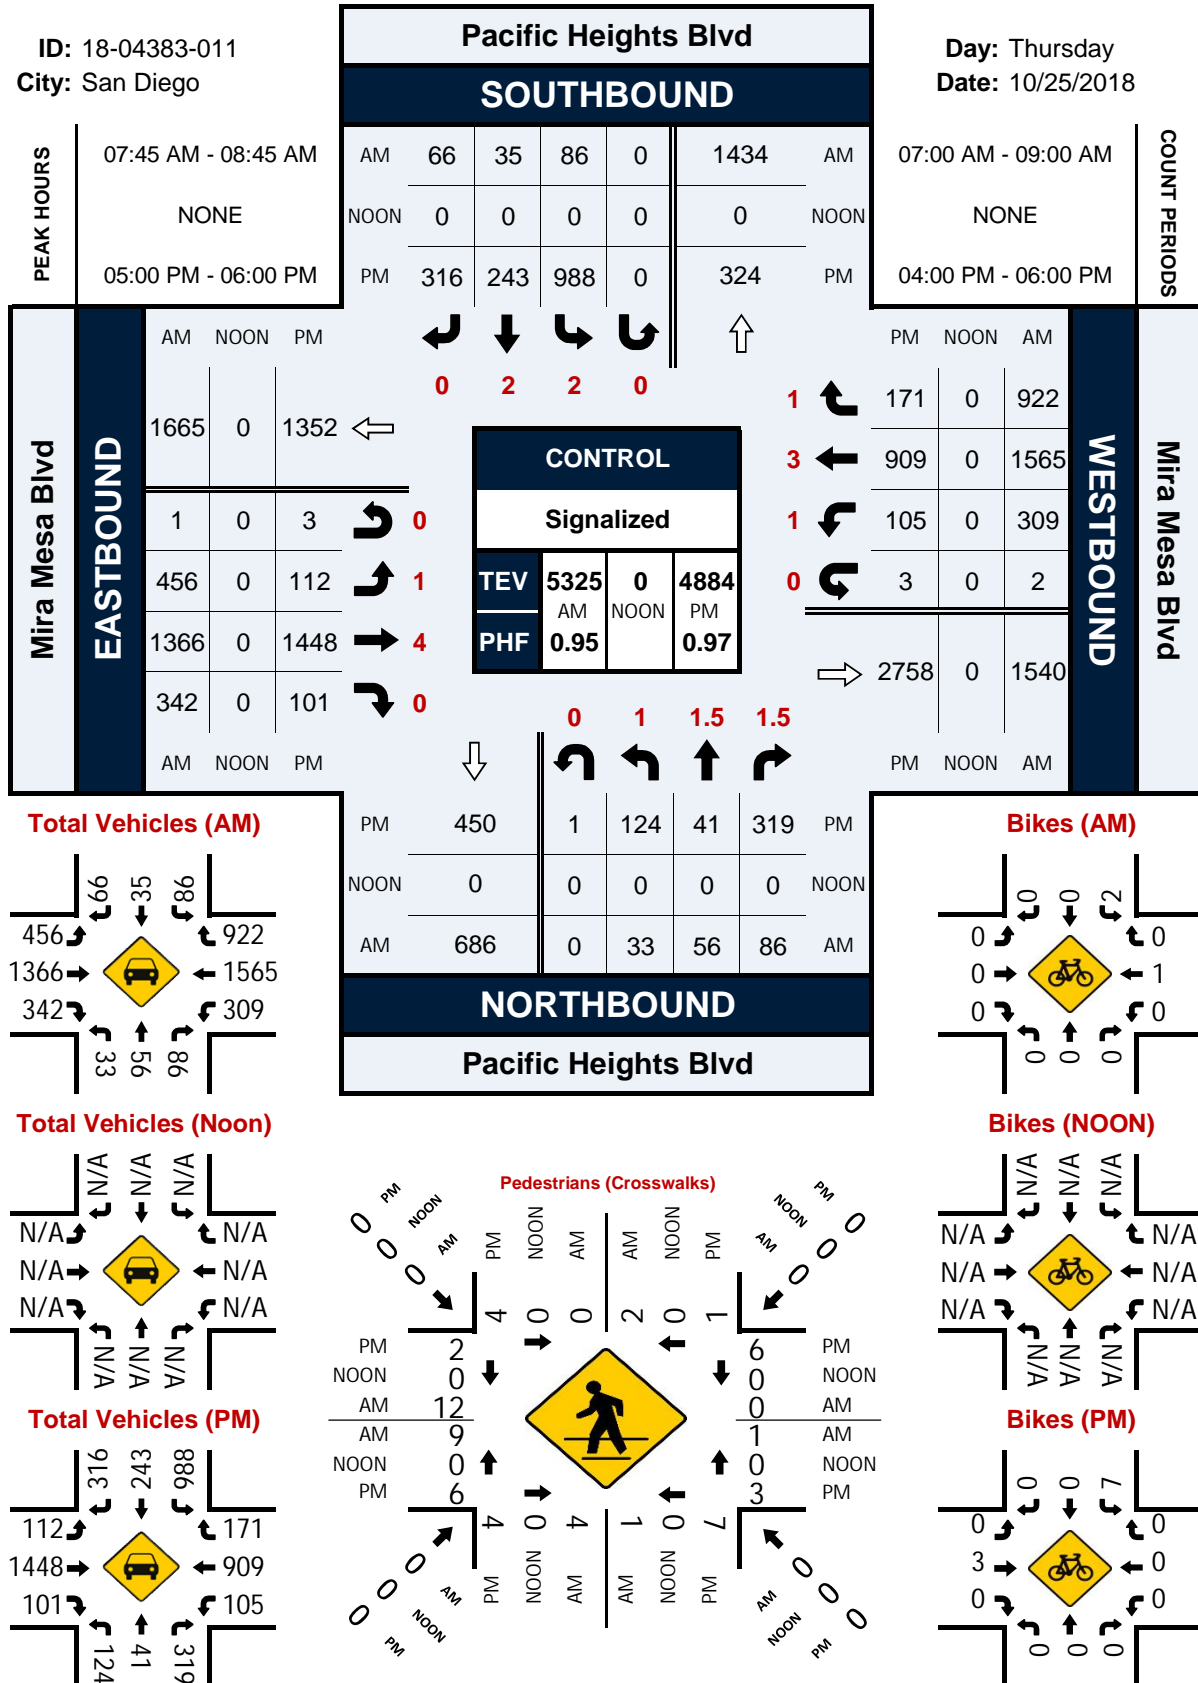 ID: 18-04383-011
City: San Diego
Pacific Heights Blvd
SOUTHBOUND
Day: Thursday
Date: 10/25/2018
PEAK HOURS
07:45 AM - 08:45 AM
NONE
05:00 PM - 06:00 PM
AM 66 35 86 0 1434 AM
NOON 0 0 0 0 0 NOON
PM 316 243 988 0 324 PM
07:00 AM - 09:00 AM
NONE
04:00 PM - 06:00 PM
COUNT PERIODS
0 2 2 0
Mira Mesa Blvd
EASTBOUND
AM NOON PM
1665 0 1352
1 0 3 0
456 0 112 1
1366 0 1448 4
342 0 101 0
AM NOON PM
CONTROL
Signalized
TEV 5325 0 4884
AM NOON PM
PHF 0.95 0.97
PM NOON AM
1 171 0 922
3 909 0 1565
1 105 0 309
0 3 0 2
2758 0 1540
PM NOON AM
WESTBOUND
Mira Mesa Blvd
0 1 1.5 1.5
PM 450 1 124 41 319 PM
NOON 0 0 0 0 0 NOON
AM 686 0 33 56 86 AM
NORTHBOUND
Pacific Heights Blvd
Total Vehicles (AM)
66 35 86
456 922
1366 1565
342 309
33 56 86
Bikes (AM)
0 0 2
0 0
0 1
0 0
0 0 0
Total Vehicles (Noon)
N/A N/A N/A
N/A N/A
N/A N/A
N/A N/A
N/A N/A N/A
Bikes (NOON)
N/A N/A N/A
N/A N/A
N/A N/A
N/A N/A
N/A N/A N/A
Pedestrians (Crosswalks)
PM NOON AM
0 0 0
PM NOON AM AM NOON PM
4 0 0 2 0 1
PM NOON AM
0 0 0
PM 2 6 PM
NOON 0 0 NOON
AM 12 0 AM
AM 9 1 AM
NOON 0 0 NOON
PM 6 3 PM
4 0 4 1 0 7
PM NOON AM AM NOON PM
0 0 0
AM NOON PM
0 0 0
AM NOON PM
Total Vehicles (PM)
316 243 988
112 171
1448 909
101 105
124 41 319
Bikes (PM)
0 0 7
0 0
3 0
0 0
0 0 0